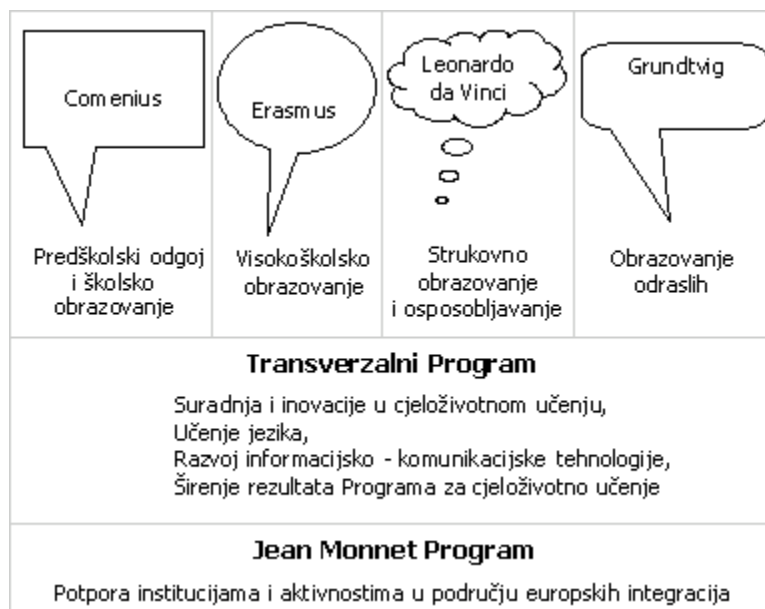 Comenius
Predškolski odgoj
i školsko
obrazovanje
Erasmus
Visokoškolsko
obrazovanje
Leonardo
da Vinci
Strukovno
obrazovanje
i osposobljavanje
Grundtvig
Obrazovanje
odraslih
Transverzalni Program
Suradnja i inovacije u cjeloživotnom učenju,
Učenje jezika,
Razvoj informacijsko - komunikacijske tehnologije,
Širenje rezultata Programa za cjeloživotno učenje
Jean Monnet Program
Potpora institucijama i aktivnostima u području europskih integracija